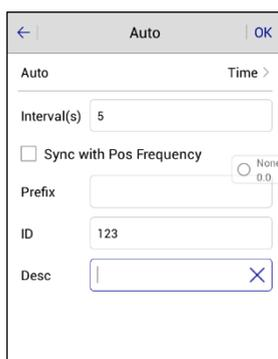 Auto
OK
Auto
Time
Interval(s)
5
Sync with Pos Frequency
None
0.0
Prefix
ID
123
Desc